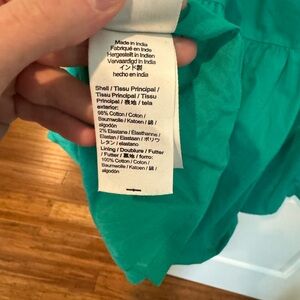 Made in India
Fabriqué en Inde
Hergestellt in Indien
Vervaardigd in India
インド製
hecho en india
Shell / Tissu Principal / Tissu
Principal / Tissu
Principal / 表地 / tela
exterior:
98% Cotton / Coton /
Baumwolle / Katoen / 綿 /
algodón
2% Elastane / Élasthanne /
Elastan / Elastaan / ポリウ
レタン / elastano
Lining / Doublure / Futter
/ Futter / 裏地 / forro:
100% Cotton / Coton /
Baumwolle / Katoen / 綿 /
algodón